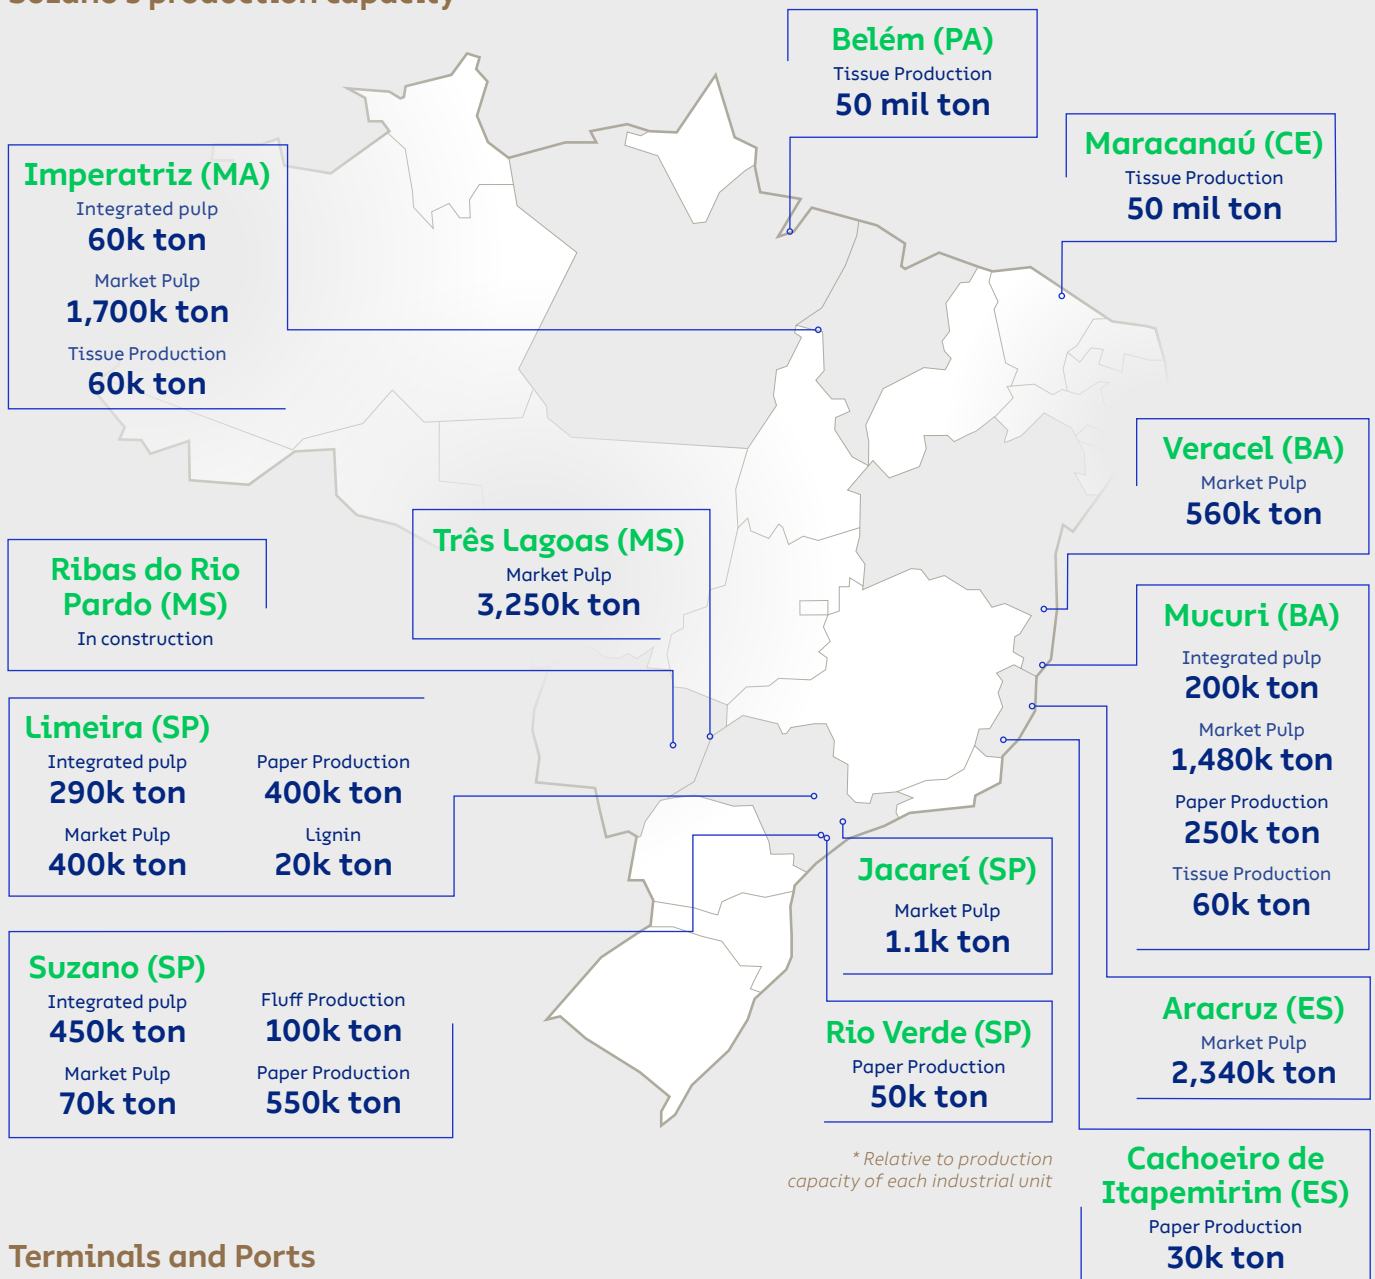 Suzano's production capacity
Belém (PA)
Tissue Production
50 mil ton
Maracanaú (CE)
Tissue Production
50 mil ton
Imperatriz (MA)
Integrated pulp
60k ton
Market Pulp
1,700k ton
Tissue Production
60k ton
Veracel (BA)
Market Pulp
560k ton
Três Lagoas (MS)
Market Pulp
3,250k ton
Ribas do Rio
Pardo (MS)
In construction
Mucuri (BA)
Integrated pulp
200k ton
Market Pulp
1,480k ton
Paper Production
250k ton
Tissue Production
60k ton
Limeira (SP)
Integrated pulp
290k ton
Market Pulp
400k ton
Paper Production
400k ton
Lignin
20k ton
Jacareí (SP)
Market Pulp
1.1k ton
Suzano (SP)
Integrated pulp
450k ton
Market Pulp
70k ton
Fluff Production
100k ton
Paper Production
550k ton
Rio Verde (SP)
Paper Production
50k ton
Aracruz (ES)
Market Pulp
2,340k ton
* Relative to production
capacity of each industrial unit
Cachoeiro de
Itapemirim (ES)
Paper Production
30k ton
Terminals and Ports